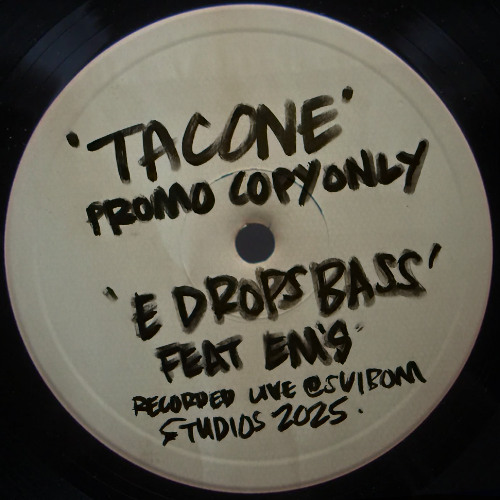 'TACONE'
PROMO COPY ONLY
'E DROPS BASS'
FEAT EM'S
RECORDED LIVE @SVIBOM
STUDIOS 2025.